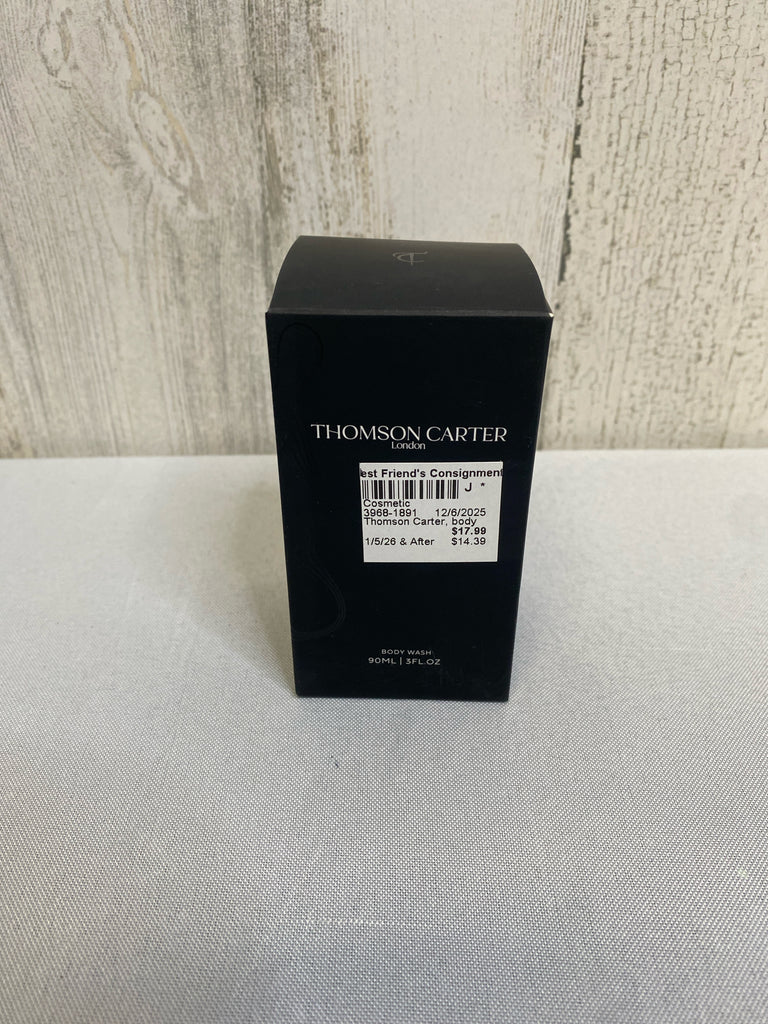 THOMSON CARTER
London
est Friend's Consignment
J *
Cosmetic
3968-1891 12/6/2025
Thomson Carter, body
$17.99
1/5/26 & After $14.39
BODY WASH
90ML | 3FL.OZ